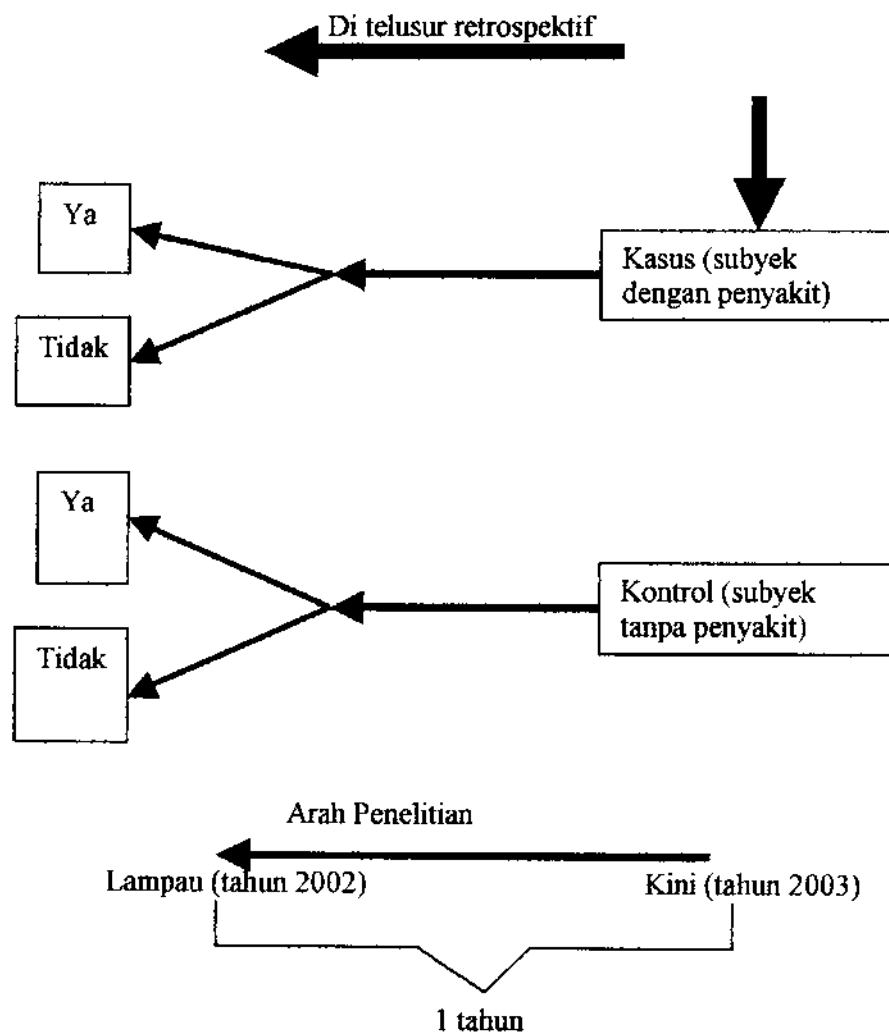 Di telusur retrospektif
Ya
Kasus (subyek
dengan penyakit)
Tidak
Ya
Kontrol (subyek
tanpa penyakit)
Tidak
Arah Penelitian
Lampau (tahun 2002)
Kini (tahun 2003)
1 tahun